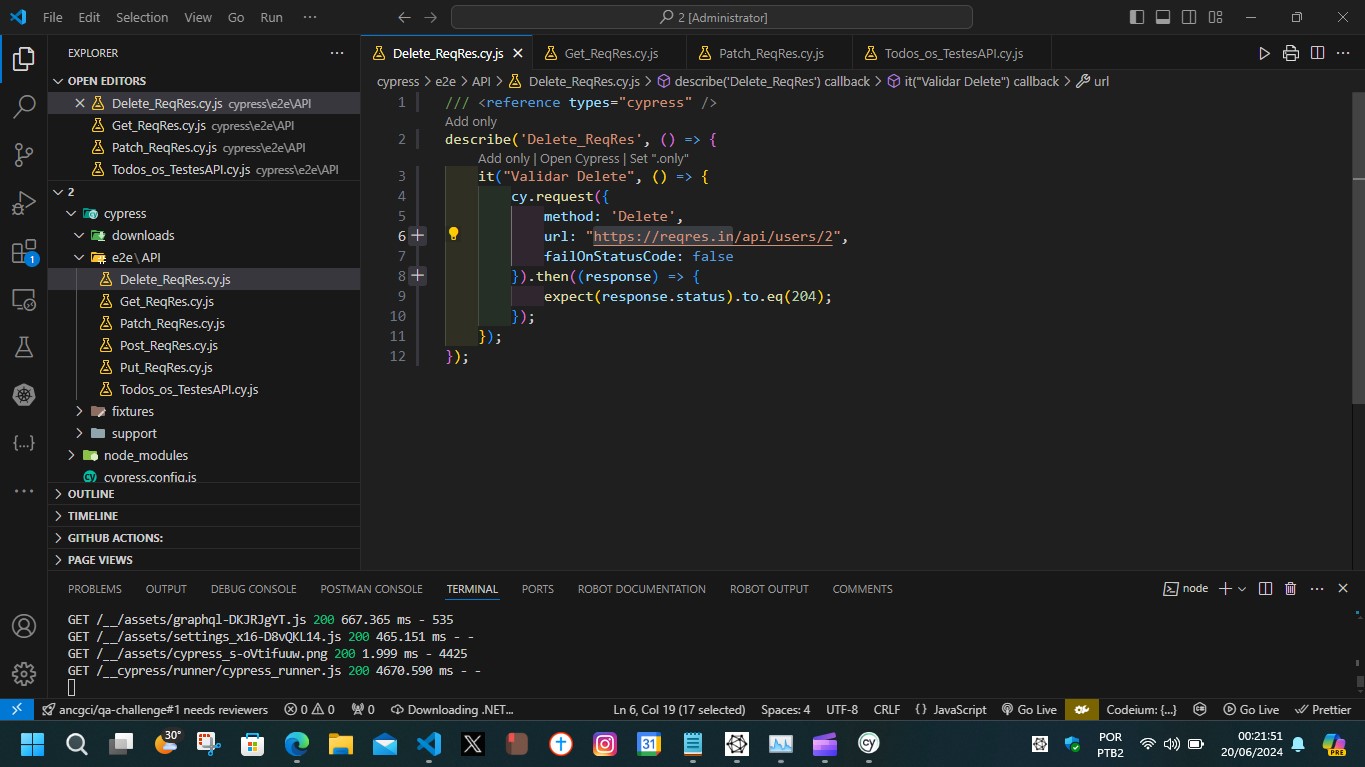 File Edit Selection View Go Run ··· 2 [Administrator]
EXPLORER ···
OPEN EDITORS
Delete_ReqRes.cy.js cypress\e2e\API
Get_ReqRes.cy.js cypress\e2e\API
Patch_ReqRes.cy.js cypress\e2e\API
Todos_os_TestesAPI.cy.js cypress\e2e\API
2
cypress
downloads
e2e\API
Delete_ReqRes.cy.js
Get_ReqRes.cy.js
Patch_ReqRes.cy.js
Post_ReqRes.cy.js
Put_ReqRes.cy.js
Todos_os_TestesAPI.cy.js
fixtures
support
node_modules
cypress.config.js
OUTLINE
TIMELINE
GITHUB ACTIONS:
PAGE VIEWS
Delete_ReqRes.cy.js Get_ReqRes.cy.js Patch_ReqRes.cy.js Todos_os_TestesAPI.cy.js
cypress > e2e > API > Delete_ReqRes.cy.js > describe('Delete_ReqRes') callback > it("Validar Delete") callback > url
1 /// <reference types="cypress" />
Add only
2 describe('Delete_ReqRes', () => {
Add only | Open Cypress | Set ".only"
3 it("Validar Delete", () => {
4 cy.request({
5 method: 'Delete',
6 url: "https://reqres.in/api/users/2",
7 failOnStatusCode: false
8 }).then((response) => {
9 expect(response.status).to.eq(204);
10 });
11 });
12 });
PROBLEMS OUTPUT DEBUG CONSOLE POSTMAN CONSOLE TERMINAL PORTS ROBOT DOCUMENTATION ROBOT OUTPUT COMMENTS node
GET /__/assets/graphql-DKJRJgYT.js 200 667.365 ms - 535
GET /__/assets/settings_x16-D8vQKL14.js 200 465.151 ms - -
GET /__/assets/cypress_s-oVtifuuw.png 200 1.999 ms - 4425
GET /__cypress/runner/cypress_runner.js 200 4670.590 ms - -
ancgci/qa-challenge#1 needs reviewers 0 0 0 Downloading .NET... Ln 6, Col 19 (17 selected) Spaces: 4 UTF-8 CRLF {} JavaScript Go Live Codeium: {...} Go Live Prettier
30° 31 cy POR PTB2 00:21:51 20/06/2024 PRE